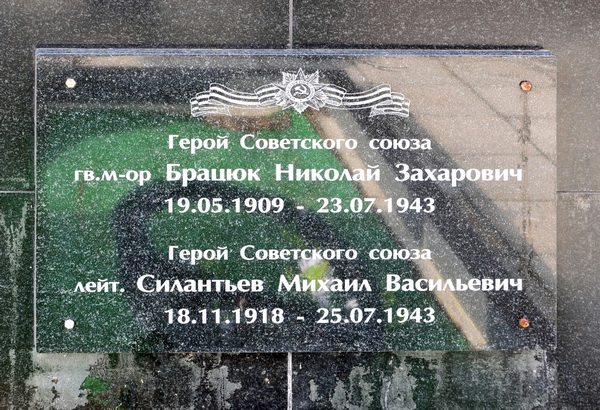 Герой Советского союза
гв.м-ор Брацюк Николай Захарович
19.05.1909 - 23.07.1943
Герой Советского союза
лейт. Силантьев Михаил Васильевич
18.11.1918 - 25.07.1943